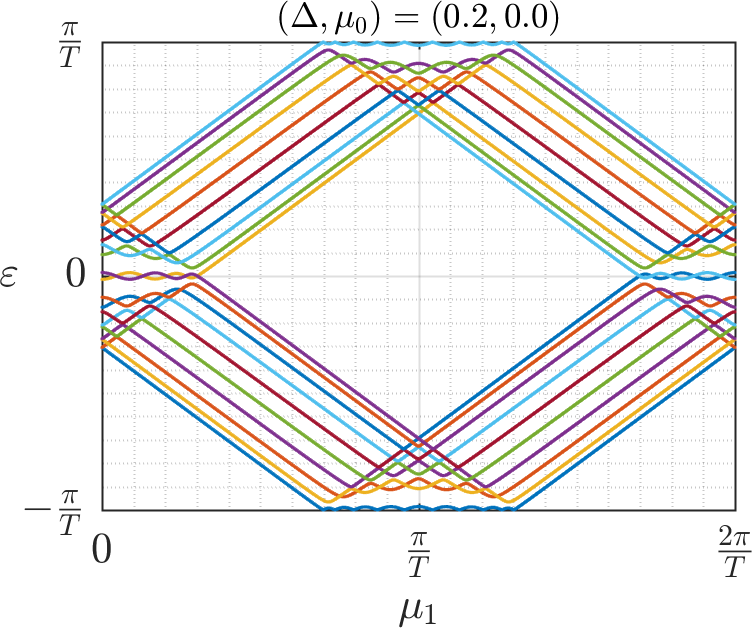 (Δ, μ₀) = (0.2, 0.0)
π/T
ε
0
−π/T
0 π/T 2π/T
μ₁